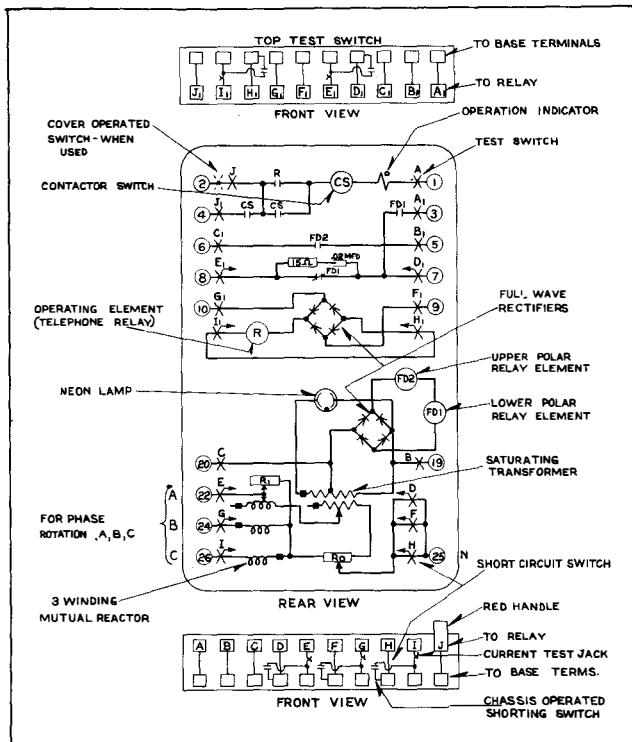 TOP TEST SWITCH
TO BASE TERMINALS
J1 I1 H1 G1 F1 E1 D1 C1 B1 A1
TO RELAY
FRONT VIEW
OPERATION INDICATOR
COVER OPERATED
SWITCH - WHEN
USED
TEST SWITCH
CONTACTOR SWITCH
2 J R CS A 1
J1 A1
4 CS CS FD1 3
C1 B1
6 FD2 5
E1 15Ω .02MFD D1
8 FD1 7
G1 F1
10 9
OPERATING ELEMENT
(TELEPHONE RELAY)
I1 R H1
FULL WAVE
RECTIFIERS
UPPER POLAR
RELAY ELEMENT
NEON LAMP
FD2
FD1
LOWER POLAR
RELAY ELEMENT
C B
20 19
SATURATING
TRANSFORMER
A 22 E R1 D
FOR PHASE
ROTATION ,A,B,C
B 24 G F
C 26 I R0 H 25 N
3 WINDING
MUTUAL REACTOR
REAR VIEW
SHORT CIRCUIT SWITCH
RED HANDLE
A B C D E F G H I J
TO RELAY
CURRENT TEST JACK
TO BASE TERMS.
FRONT VIEW
CHASSIS OPERATED
SHORTING SWITCH